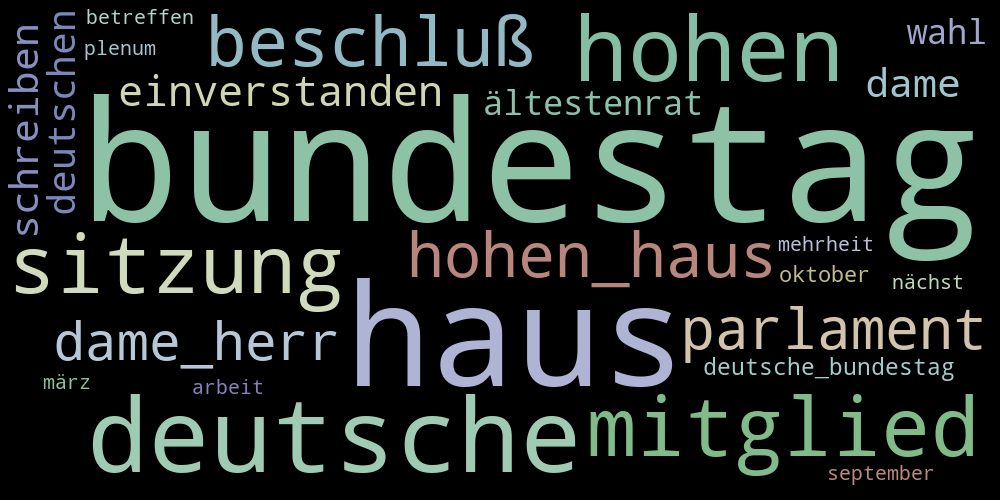 betreffen
schreiben
deutschen
beschluß
hohen
wahl
plenum
einverstanden
ältestenrat
dame
bundestag
sitzung
hohen_haus
mehrheit
oktober
nächst
dame_herr
haus
parlament
deutsche_bundestag
märz
arbeit
deutsche
mitglied
september